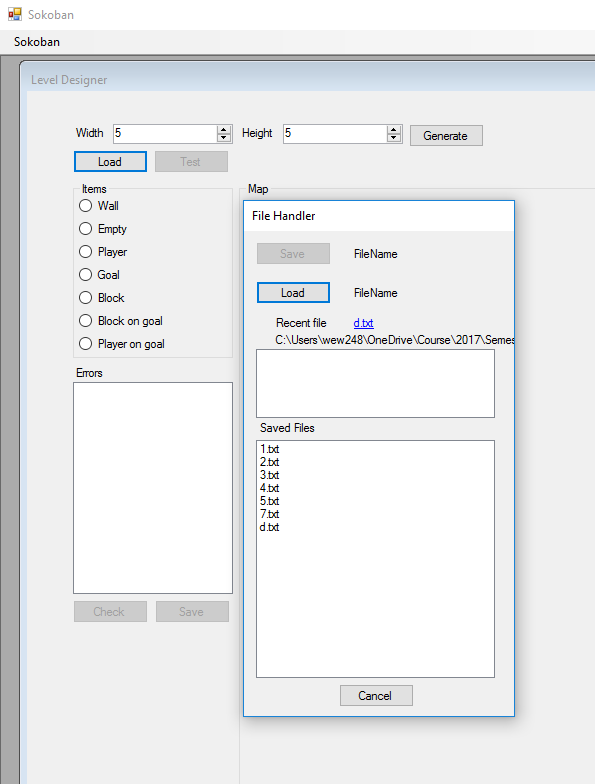 Sokoban
Sokoban
Level Designer
Width 5 Height 5 Generate
Load Test
Items
Wall
Empty
Player
Goal
Block
Block on goal
Player on goal
Errors
Check Save
Map
File Handler
Save FileName
Load FileName
Recent file d.txt
C:\Users\wew248\OneDrive\Course\2017\Semes
Saved Files
1.txt
2.txt
3.txt
4.txt
5.txt
7.txt
d.txt
Cancel